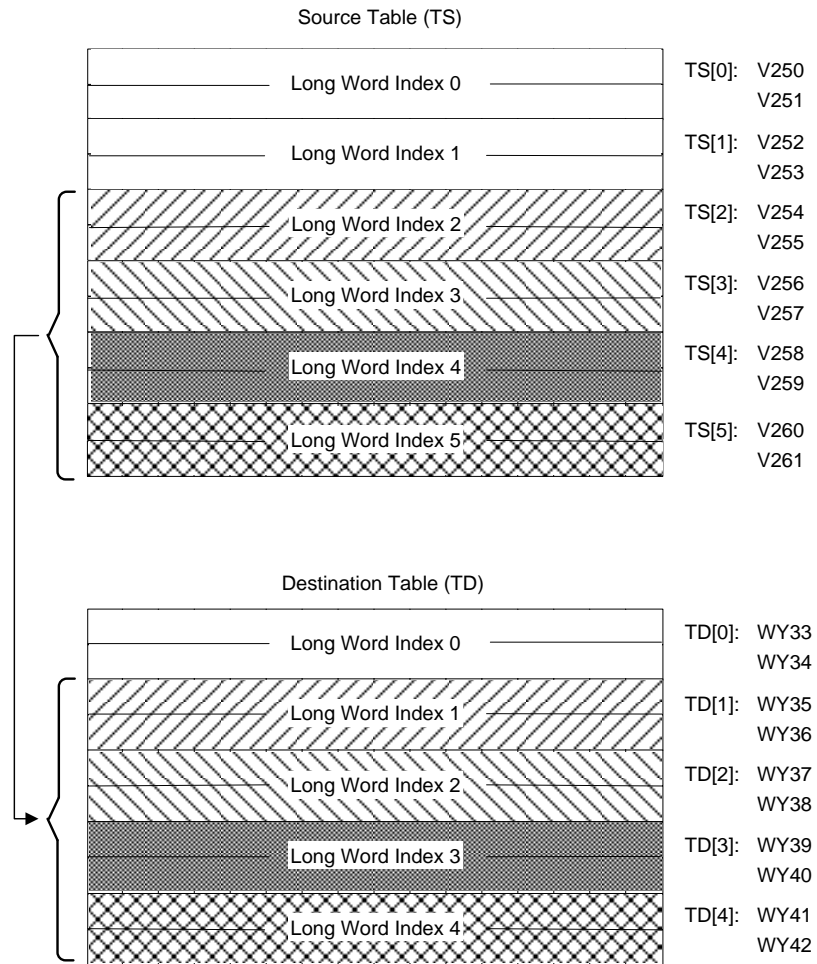 Source Table (TS)
Long Word Index 0
TS[0]: V250
V251
Long Word Index 1
TS[1]: V252
V253
Long Word Index 2
TS[2]: V254
V255
Long Word Index 3
TS[3]: V256
V257
Long Word Index 4
TS[4]: V258
V259
Long Word Index 5
TS[5]: V260
V261
Destination Table (TD)
Long Word Index 0
TD[0]: WY33
WY34
Long Word Index 1
TD[1]: WY35
WY36
Long Word Index 2
TD[2]: WY37
WY38
Long Word Index 3
TD[3]: WY39
WY40
Long Word Index 4
TD[4]: WY41
WY42